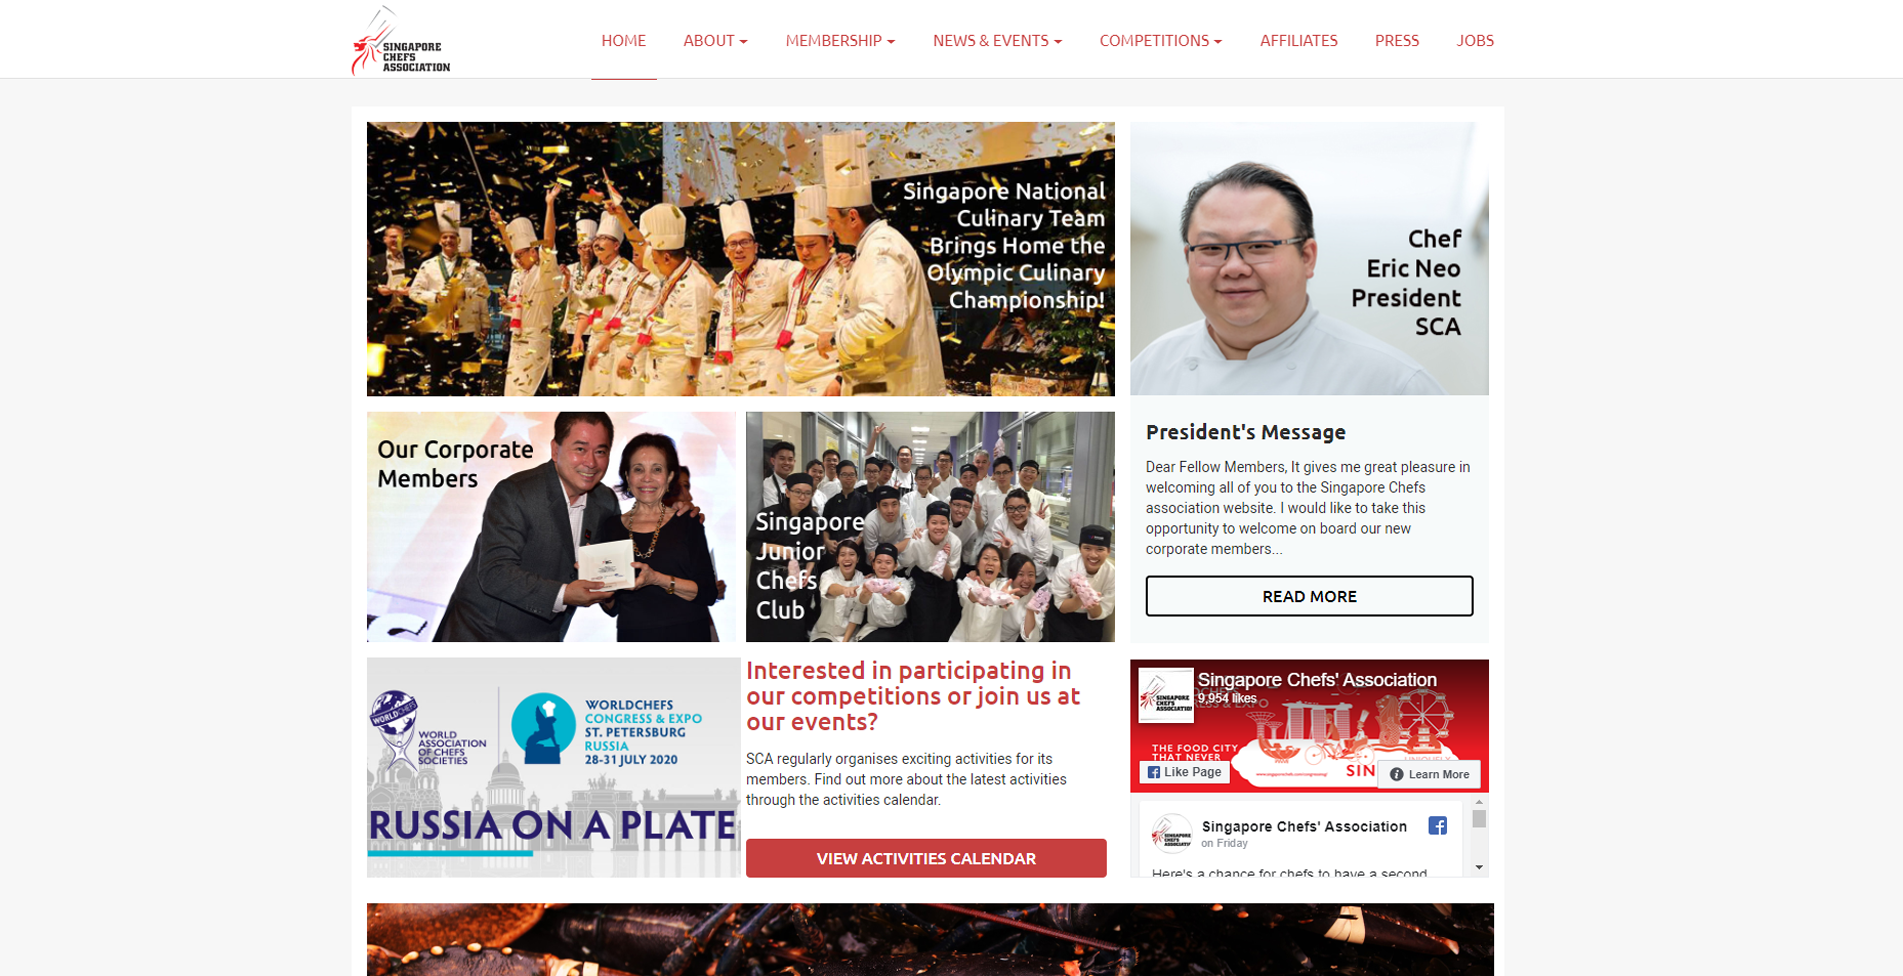 SINGAPORE
CHEFS
ASSOCIATION
HOME
ABOUT
MEMBERSHIP
NEWS & EVENTS
COMPETITIONS
AFFILIATES
PRESS
JOBS
Singapore National
Culinary Team
Brings Home the
Olympic Culinary
Championship!
Chef
Eric Neo
President
SCA
Our Corporate
Members
Singapore
Junior
Chefs
Club
President's Message
Dear Fellow Members, It gives me great pleasure in
welcoming all of you to the Singapore Chefs
association website. I would like to take this
opportunity to welcome on board our new
corporate members...
READ MORE
WORLDCHEFS
WORLD
ASSOCIATION
OF CHEFS
SOCIETIES
WORLDCHEFS
CONGRESS & EXPO
ST. PETERSBURG
RUSSIA
28-31 JULY 2020
RUSSIA ON A PLATE
Interested in participating in
our competitions or join us at
our events?
SCA regularly organises exciting activities for its
members. Find out more about the latest activities
through the activities calendar.
VIEW ACTIVITIES CALENDAR
SINGAPORE
CHEFS
ASSOCIATION
Singapore Chefs' Association
9,954 likes
THE FOOD CITY
THAT NEVER
Like Page
SIN
Learn More
Singapore Chefs' Association
on Friday
Here's a chance for chefs to have a second